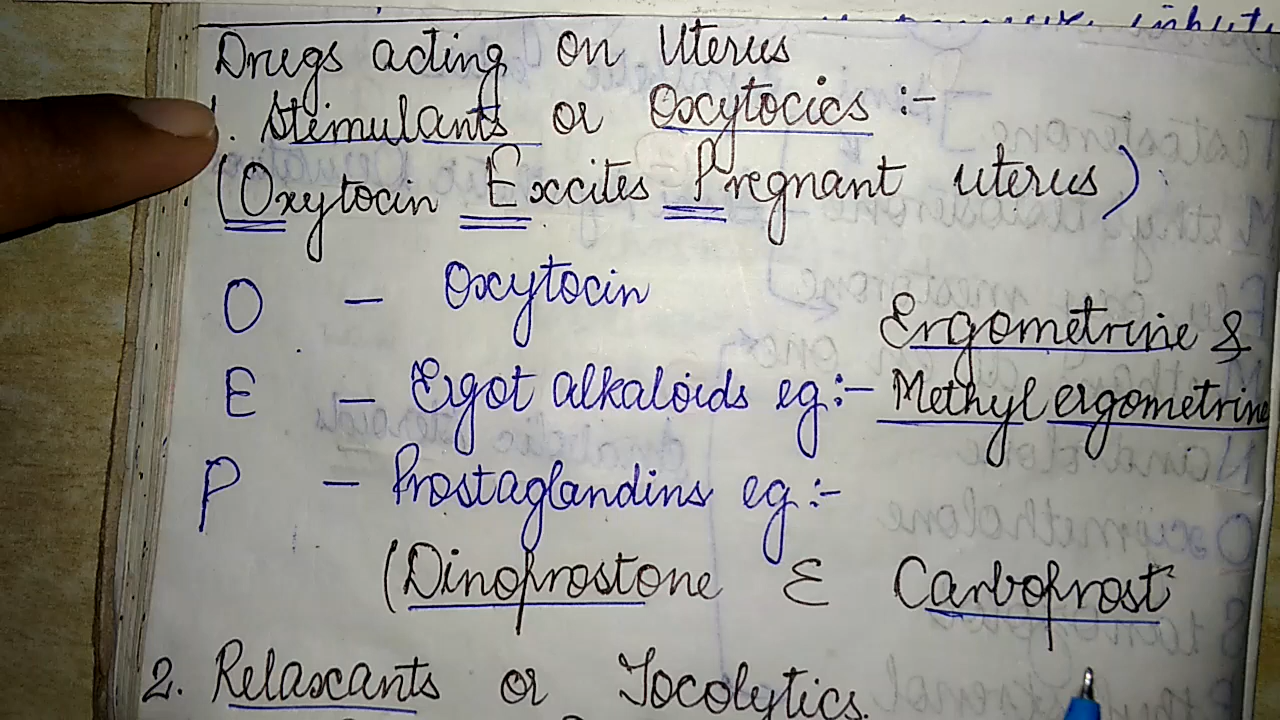 Drugs acting on Uterus
1. Stimulants or Oxytocics :-
(Oxytocin Excites Pregnant uterus)
O - Oxytocin
E - Ergot alkaloids eg:- Ergometrine & Methyl ergometrine
P - Prostaglandins eg:-
(Dinoprostone & Carboprost
2. Relaxants or Tocolytics.